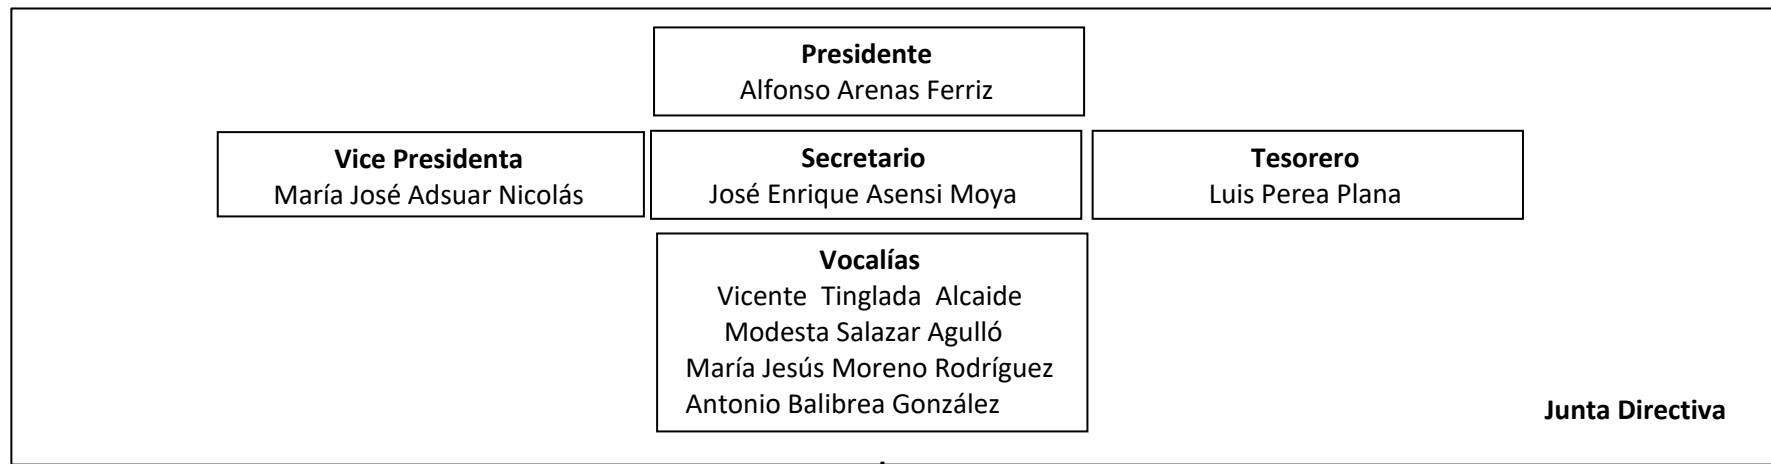 Presidente
Alfonso Arenas Ferriz
Vice Presidenta
María José Adsuar Nicolás
Secretario
José Enrique Asensi Moya
Tesorero
Luis Perea Plana
Vocalías
Vicente Tinglada Alcaide
Modesta Salazar Agulló
María Jesús Moreno Rodríguez
Antonio Balibrea González
Junta Directiva